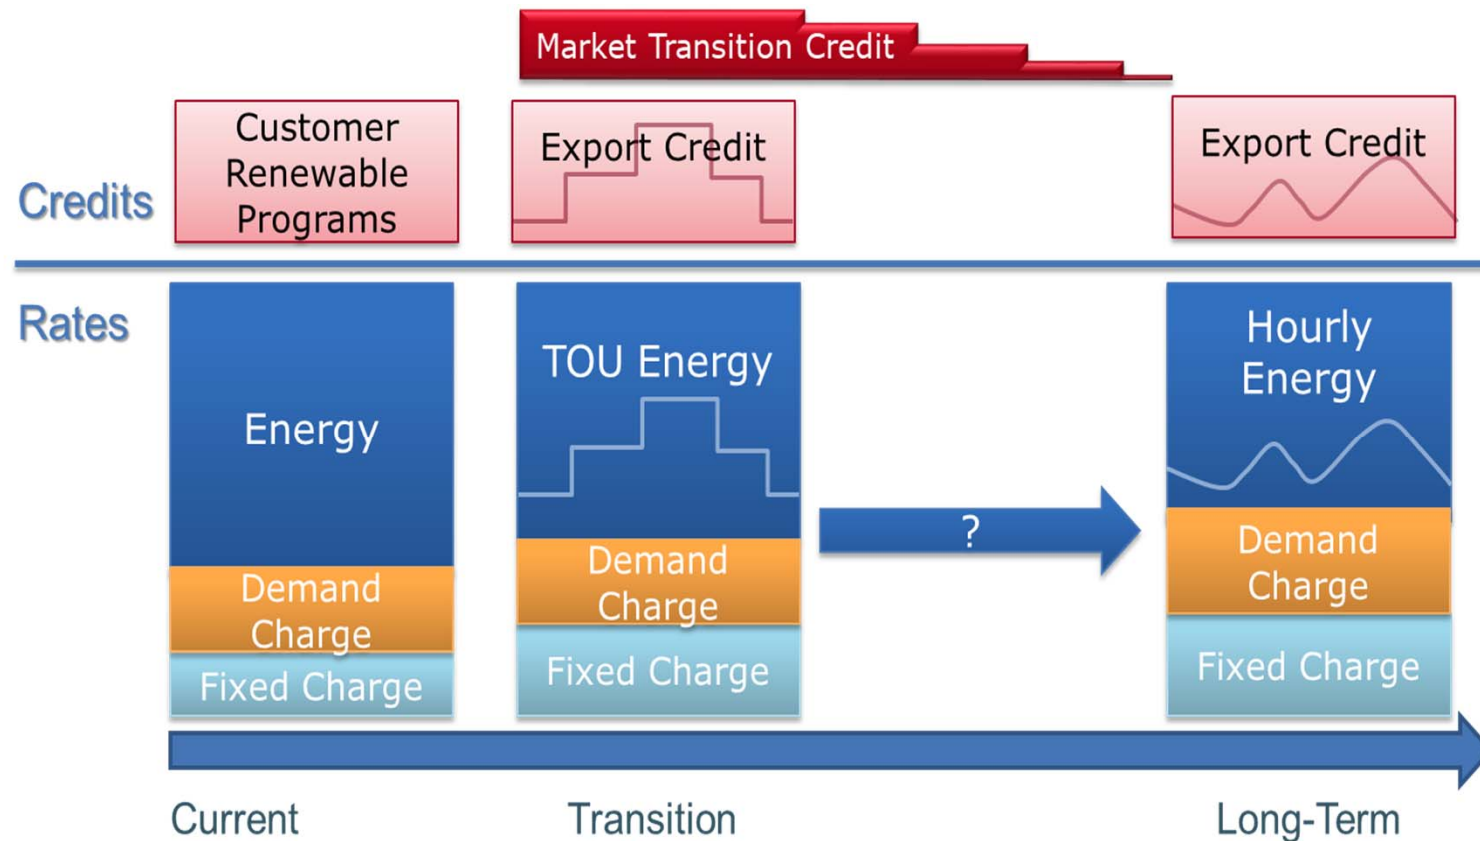 Market Transition Credit
Credits
Customer
Renewable
Programs
Export Credit
Export Credit
Rates
Energy
Demand
Charge
Fixed Charge
TOU Energy
Demand
Charge
Fixed Charge
?
Hourly
Energy
Demand
Charge
Fixed Charge
Current
Transition
Long-Term